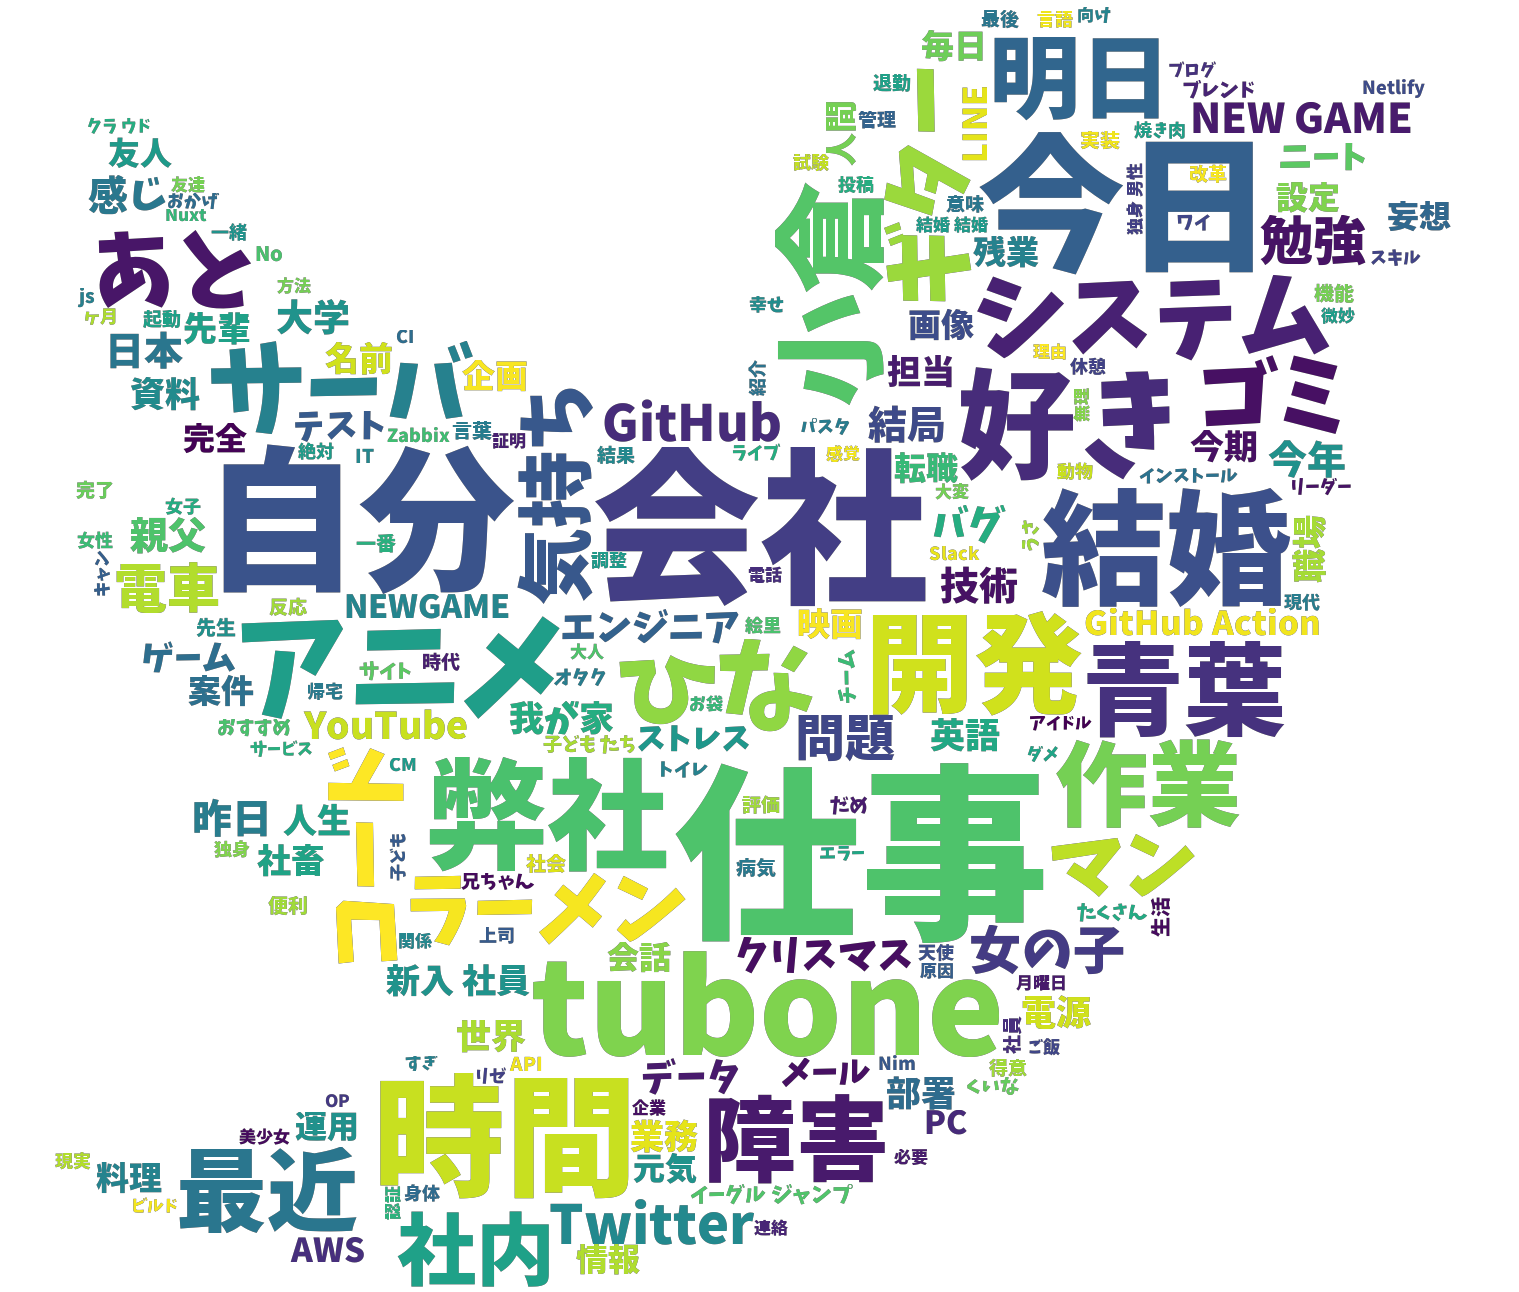 最後
言語
向け
毎日
明日
ブログ
退勤
ブレンド
Netlify
人間
管理
LINE
NEW GAME
クラウド
焼き肉
友人
試験
ギター
実装
ニート
今日
感じ
友達
おかげ
投稿
独身 男性
改革
設定
Nuxt
小倉
意味
ワイ
妄想
一緒
結婚 結婚
勉強
あと
No
残業
スキル
js
方法
システム
機能
ヶ月
起動
先輩
大学
幸せ
画像
微妙
日本
サーバ
名前
CI
企画
理由
休憩
ゴミ
資料
紹介
担当
好き
無理
完全
テスト
Zabbix
言葉
証明
気持ち
GitHub
パスタ
結局
今期
今年
絶対
IT
結果
ライブ
感覚
転職
動物
インストール
リーダー
完了
自分
会社
大変
結婚
女子
親父
バグ
うさ
職場
女性
一番
調整
電話
Slack
キャン
電車
技術
現代
反応
NEWGAME
映画
開発
GitHub Action
先生
アニメ
エンジニア
絵里
青葉
ゲーム
サイト
時代
大人
ひな
チーム
案件
帰宅
オタク
お袋
おすすめ
YouTube
我が家
問題
英語
アイドル
サービス
子ども たち
ストレス
ダメ
シーン
CM
弊社
トイレ
仕事
作業
昨日
人生
評価
だめ
独身
社畜
子ども
社会
病気
エラー
マン
兄ちゃん
便利
コ
ラーメン
たくさん
生活
関係
上司
会話
クリスマス
天使
女の子
新入 社員
原因
月曜日
tubone
電源
世界
社員
ご飯
すぎ
API
リゼ
データ
メール
Nim
得意
時間
部署
くいな
OP
企業
障害
PC
美少女
運用
業務
現実
料理
最近
元気
必要
ビルド
認証
身体
イーグル ジャンプ
AWS
社内
Twitter
連絡
情報